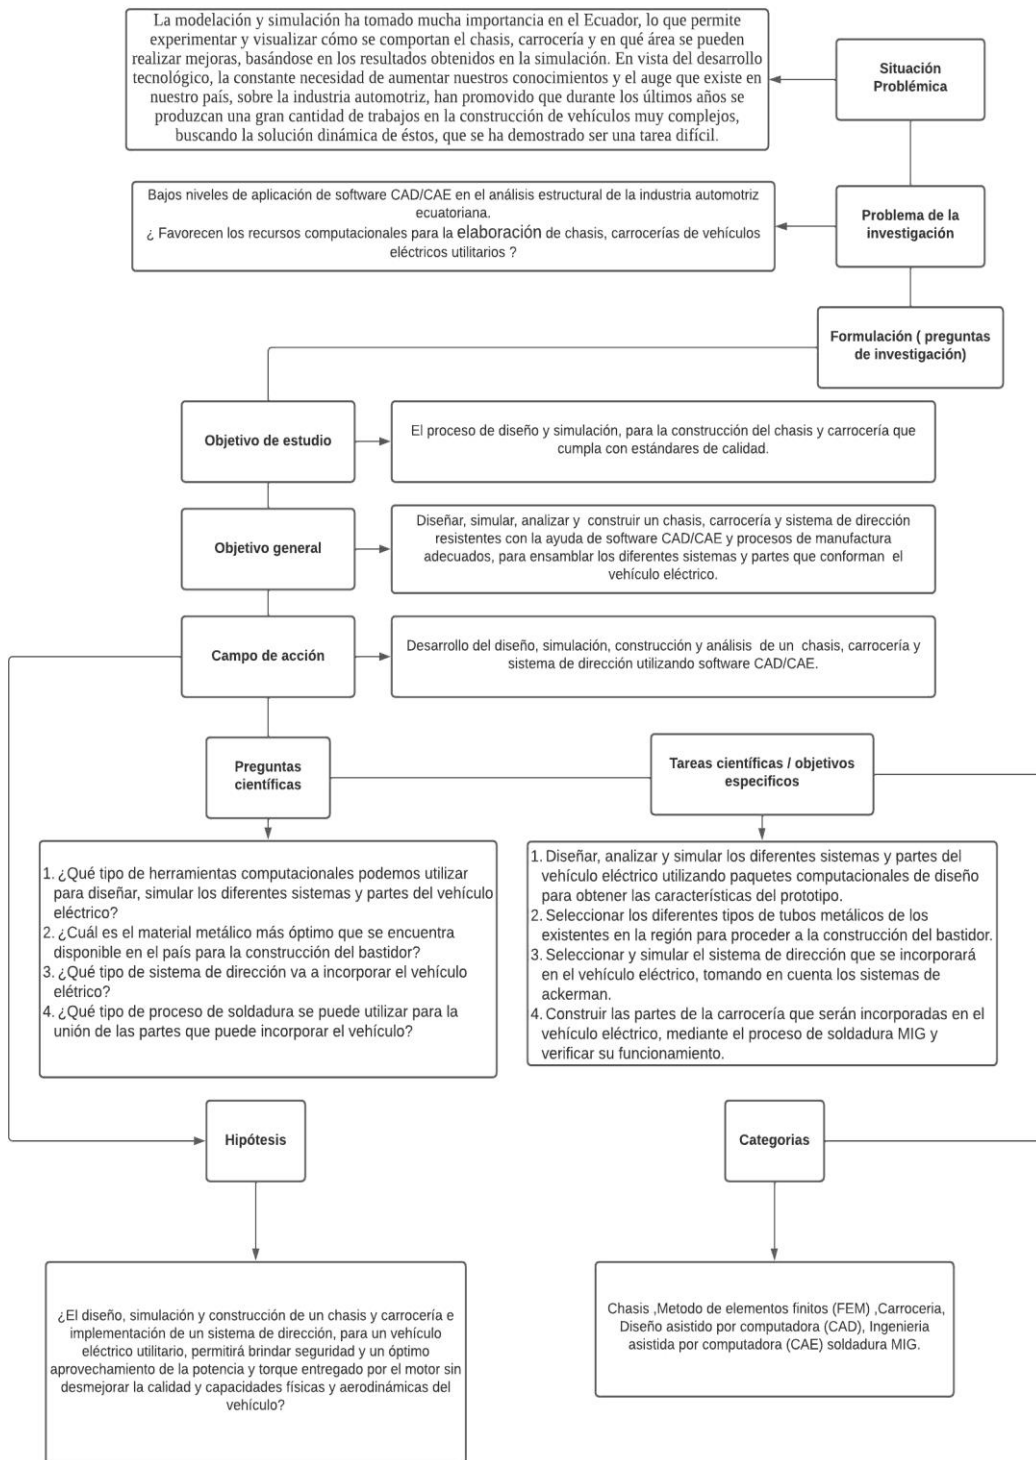 La modelación y simulación ha tomado mucha importancia en el Ecuador, lo que permite
experimentar y visualizar cómo se comportan el chasis, carrocería y en qué área se pueden
realizar mejoras, basándose en los resultados obtenidos en la simulación. En vista del desarrollo
tecnológico, la constante necesidad de aumentar nuestros conocimientos y el auge que existe en
nuestro país, sobre la industria automotriz, han promovido que durante los últimos años se
produzcan una gran cantidad de trabajos en la construcción de vehículos muy complejos,
buscando la solución dinámica de éstos, que se ha demostrado ser una tarea difícil.
Situación
Problémica
Bajos niveles de aplicación de software CAD/CAE en el análisis estructural de la industria automotriz
ecuatoriana.
¿ Favorecen los recursos computacionales para la elaboración de chasis, carrocerías de vehículos
eléctricos utilitarios ?
Problema de la
investigación
Formulación ( preguntas
de investigación)
Objetivo de estudio
El proceso de diseño y simulación, para la construcción del chasis y carrocería que
cumpla con estándares de calidad.
Objetivo general
Diseñar, simular, analizar y construir un chasis, carrocería y sistema de dirección
resistentes con la ayuda de software CAD/CAE y procesos de manufactura
adecuados, para ensamblar los diferentes sistemas y partes que conforman el
vehículo eléctrico.
Campo de acción
Desarrollo del diseño, simulación, construcción y análisis de un chasis, carrocería y
sistema de dirección utilizando software CAD/CAE.
Preguntas
científicas
Tareas científicas / objetivos
especificos
1. ¿Qué tipo de herramientas computacionales podemos utilizar
para diseñar, simular los diferentes sistemas y partes del vehículo
eléctrico?
2. ¿Cuál es el material metálico más óptimo que se encuentra
disponible en el país para la construcción del bastidor?
3. ¿Qué tipo de sistema de dirección va a incorporar el vehículo
elétrico?
4. ¿Qué tipo de proceso de soldadura se puede utilizar para la
unión de las partes que puede incorporar el vehículo?
1. Diseñar, analizar y simular los diferentes sistemas y partes del
vehículo eléctrico utilizando paquetes computacionales de diseño
para obtener las características del prototipo.
2. Seleccionar los diferentes tipos de tubos metálicos de los
existentes en la región para proceder a la construcción del bastidor.
3. Seleccionar y simular el sistema de dirección que se incorporará
en el vehículo eléctrico, tomando en cuenta los sistemas de
ackerman.
4. Construir las partes de la carrocería que serán incorporadas en el
vehículo eléctrico, mediante el proceso de soldadura MIG y
verificar su funcionamiento.
Hipótesis
Categorias
¿El diseño, simulación y construcción de un chasis y carrocería e
implementación de un sistema de dirección, para un vehículo
eléctrico utilitario, permitirá brindar seguridad y un óptimo
aprovechamiento de la potencia y torque entregado por el motor sin
desmejorar la calidad y capacidades físicas y aerodinámicas del
vehículo?
Chasis ,Metodo de elementos finitos (FEM) ,Carroceria,
Diseño asistido por computadora (CAD), Ingenieria
asistida por computadora (CAE) soldadura MIG.